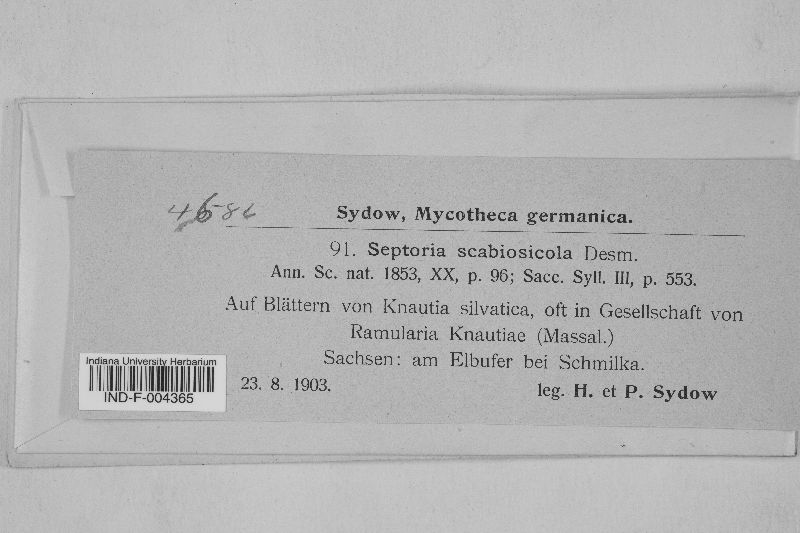 4686
Sydow, Mycotheca germanica.
91. Septoria scabiosicola Desm.
Ann. Sc. nat. 1853, XX, p. 96; Sacc. Syll. III, p. 553.
Auf Blättern von Knautia silvatica, oft in Gesellschaft von
Ramularia Knautiae (Massal.)
Sachsen: am Elbufer bei Schmilka.
23. 8. 1903.
leg. H. et P. Sydow
Indiana University Herbarium
IND-F-004365